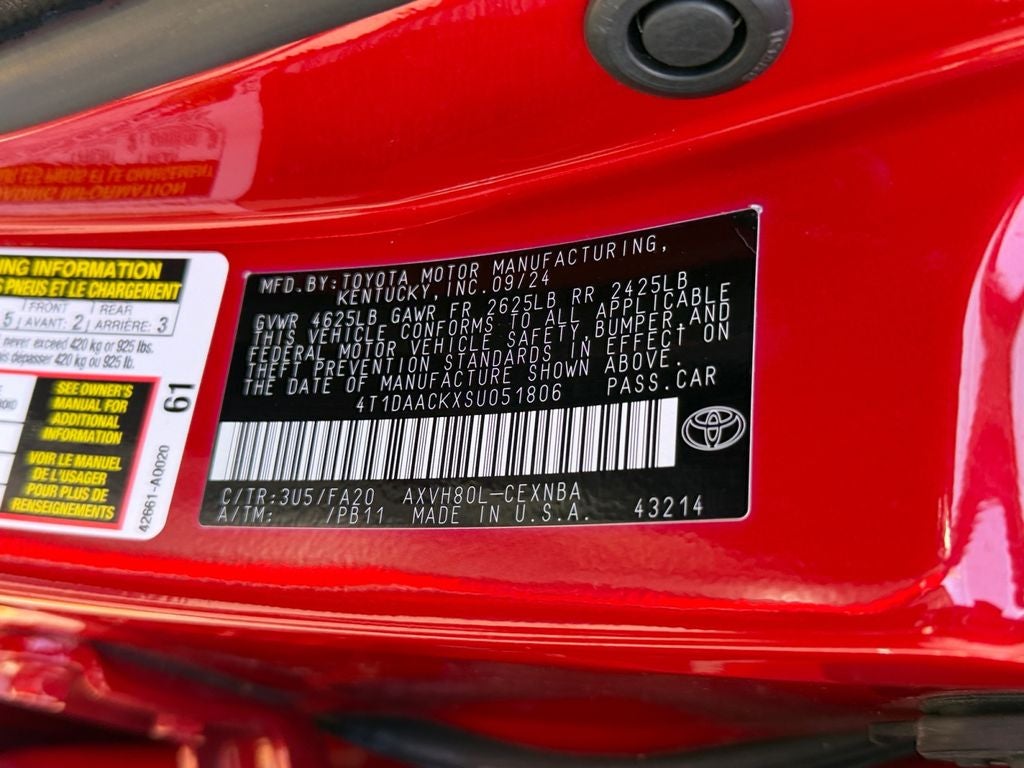 NG INFORMATION
PNEUS ET LE CHARGEMENT
5 FRONT AVANT: 2 REAR ARRIÈRE: 3
never exceed 420 kg or 925 lbs.
dépasser 420 kg ou 925 lb.
SEE OWNER'S
MANUAL FOR
ADDITIONAL
INFORMATION
VOIR LE MANUEL
DE L'USAGER
POUR PLUS DE
RENSEIGNEMENTS
61
42661-A0020
MFD.BY:TOYOTA MOTOR MANUFACTURING,
KENTUCKY, INC.09/24
GVWR 4625LB GAWR FR 2625LB RR 2425LB
THIS VEHICLE CONFORMS TO ALL APPLICABLE
FEDERAL MOTOR VEHICLE SAFETY, BUMPER, AND
THEFT PREVENTION STANDARDS IN EFFECT ON
THE DATE OF MANUFACTURE SHOWN ABOVE.
4T1DAACKXSU051806 PASS.CAR
C/TR:3U5/FA20 AXVH80L-CEXNBA
A/TM: /PB11 MADE IN U.S.A. 43214